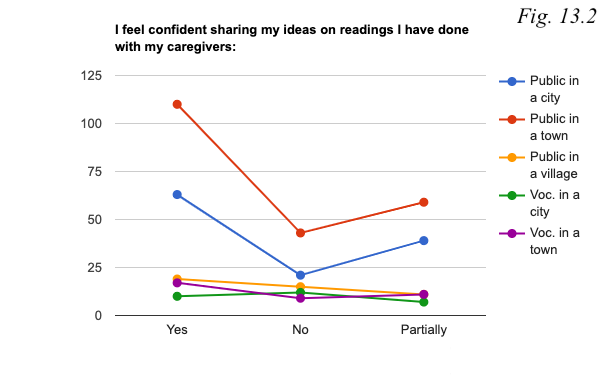 Fig. 13.2
I feel confident sharing my ideas on readings I have done
with my caregivers:
125
100
75
50
25
0
Yes
No
Partially
Public in
a city
Public in
a town
Public in
a village
Voc. in a
city
Voc. in a
town